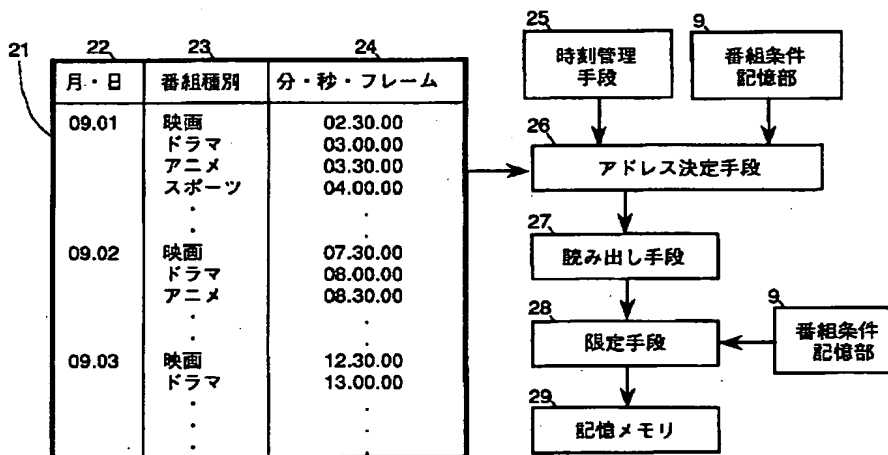 21
22 23 24
月・日 番組種別 分・秒・フレーム
09.01 映画 02.30.00
ドラマ 03.00.00
アニメ 03.30.00
スポーツ 04.00.00
09.02 映画 07.30.00
ドラマ 08.00.00
アニメ 08.30.00
09.03 映画 12.30.00
ドラマ 13.00.00
25
時刻管理
手段
9
番組条件
記憶部
26
アドレス決定手段
27
読み出し手段
28
限定手段
9
番組条件
記憶部
29
記憶メモリ